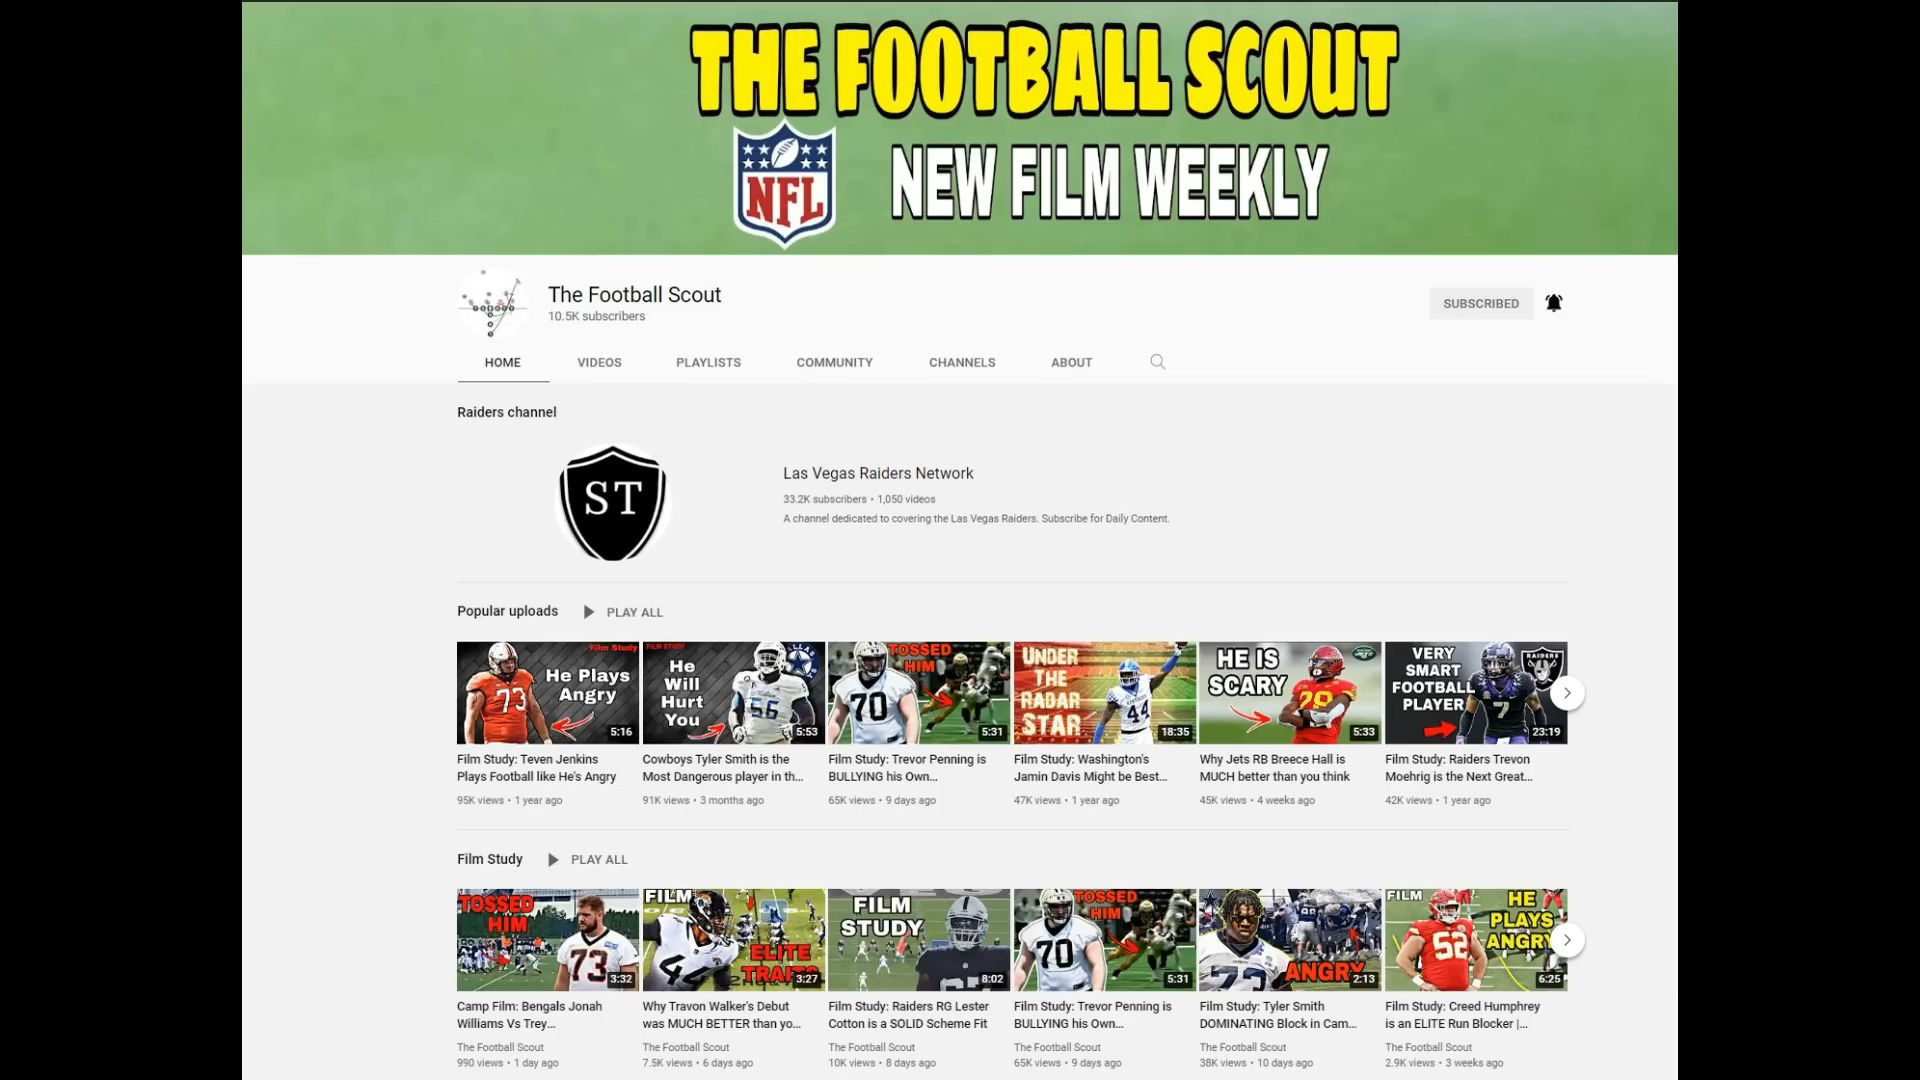 THE FOOTBALL SCOUT
NFL
NEW FILM WEEKLY
The Football Scout
10.5K subscribers
SUBSCRIBED
HOME VIDEOS PLAYLISTS COMMUNITY CHANNELS ABOUT
Raiders channel
ST
Las Vegas Raiders Network
33.2K subscribers • 1,050 videos
A channel dedicated to covering the Las Vegas Raiders. Subscribe for Daily Content.
Popular uploads PLAY ALL
Film Study
He Plays
Angry
73
5:16
FILM STUDY
He
Will
Hurt
You
56
5:53
TOSSED
HIM
70
5:31
UNDER
THE
RADAR
STAR
44
18:35
HE IS
SCARY
5:33
VERY
SMART
FOOTBALL
PLAYER
RAIDERS
7
23:19
Film Study: Teven Jenkins
Plays Football like He's Angry
95K views • 1 year ago
Cowboys Tyler Smith is the
Most Dangerous player in th...
91K views • 3 months ago
Film Study: Trevor Penning is
BULLYING his Own...
65K views • 9 days ago
Film Study: Washington's
Jamin Davis Might be Best...
47K views • 1 year ago
Why Jets RB Breece Hall is
MUCH better than you think
45K views • 4 weeks ago
Film Study: Raiders Trevon
Moehrig is the Next Great...
42K views • 1 year ago
Film Study PLAY ALL
TOSSED
HIM
73
3:32
FILM
44
ELITE
TRAITS
3:27
FILM
STUDY
8:02
TOSSED
HIM
70
5:31
ANGRY
2:13
FILM
HE
PLAYS
ANGRY
52
6:25
Camp Film: Bengals Jonah
Williams Vs Trey...
The Football Scout
990 views • 1 day ago
Why Travon Walker's Debut
was MUCH BETTER than yo...
The Football Scout
7.5K views • 6 days ago
Film Study: Raiders RG Lester
Cotton is a SOLID Scheme Fit
The Football Scout
10K views • 8 days ago
Film Study: Trevor Penning is
BULLYING his Own...
The Football Scout
65K views • 9 days ago
Film Study: Tyler Smith
DOMINATING Block in Cam...
The Football Scout
38K views • 10 days ago
Film Study: Creed Humphrey
is an ELITE Run Blocker |...
The Football Scout
2.9K views • 3 weeks ago